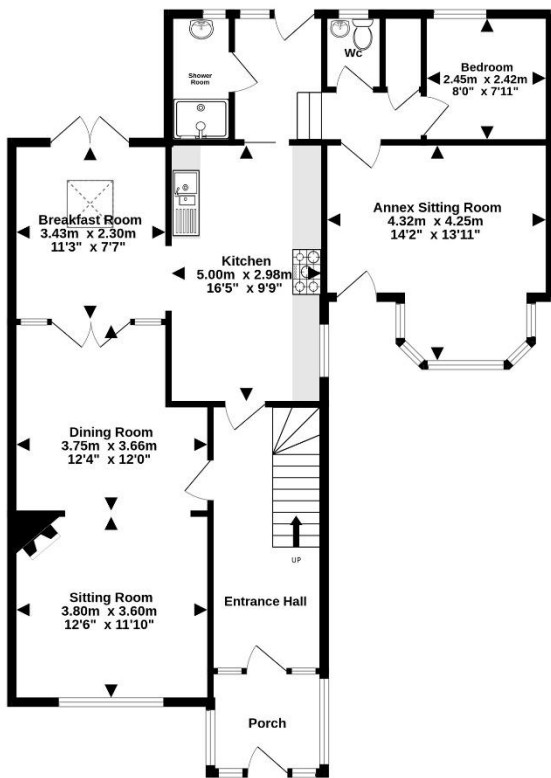 Shower
Room
Wc
Bedroom
2.45m x 2.42m
8'0" x 7'11"
Breakfast Room
3.43m x 2.30m
11'3" x 7'7"
Kitchen
5.00m x 2.98m
16'5" x 9'9"
Annex Sitting Room
4.32m x 4.25m
14'2" x 13'11"
Dining Room
3.75m x 3.66m
12'4" x 12'0"
UP
Sitting Room
3.80m x 3.60m
12'6" x 11'10"
Entrance Hall
Porch